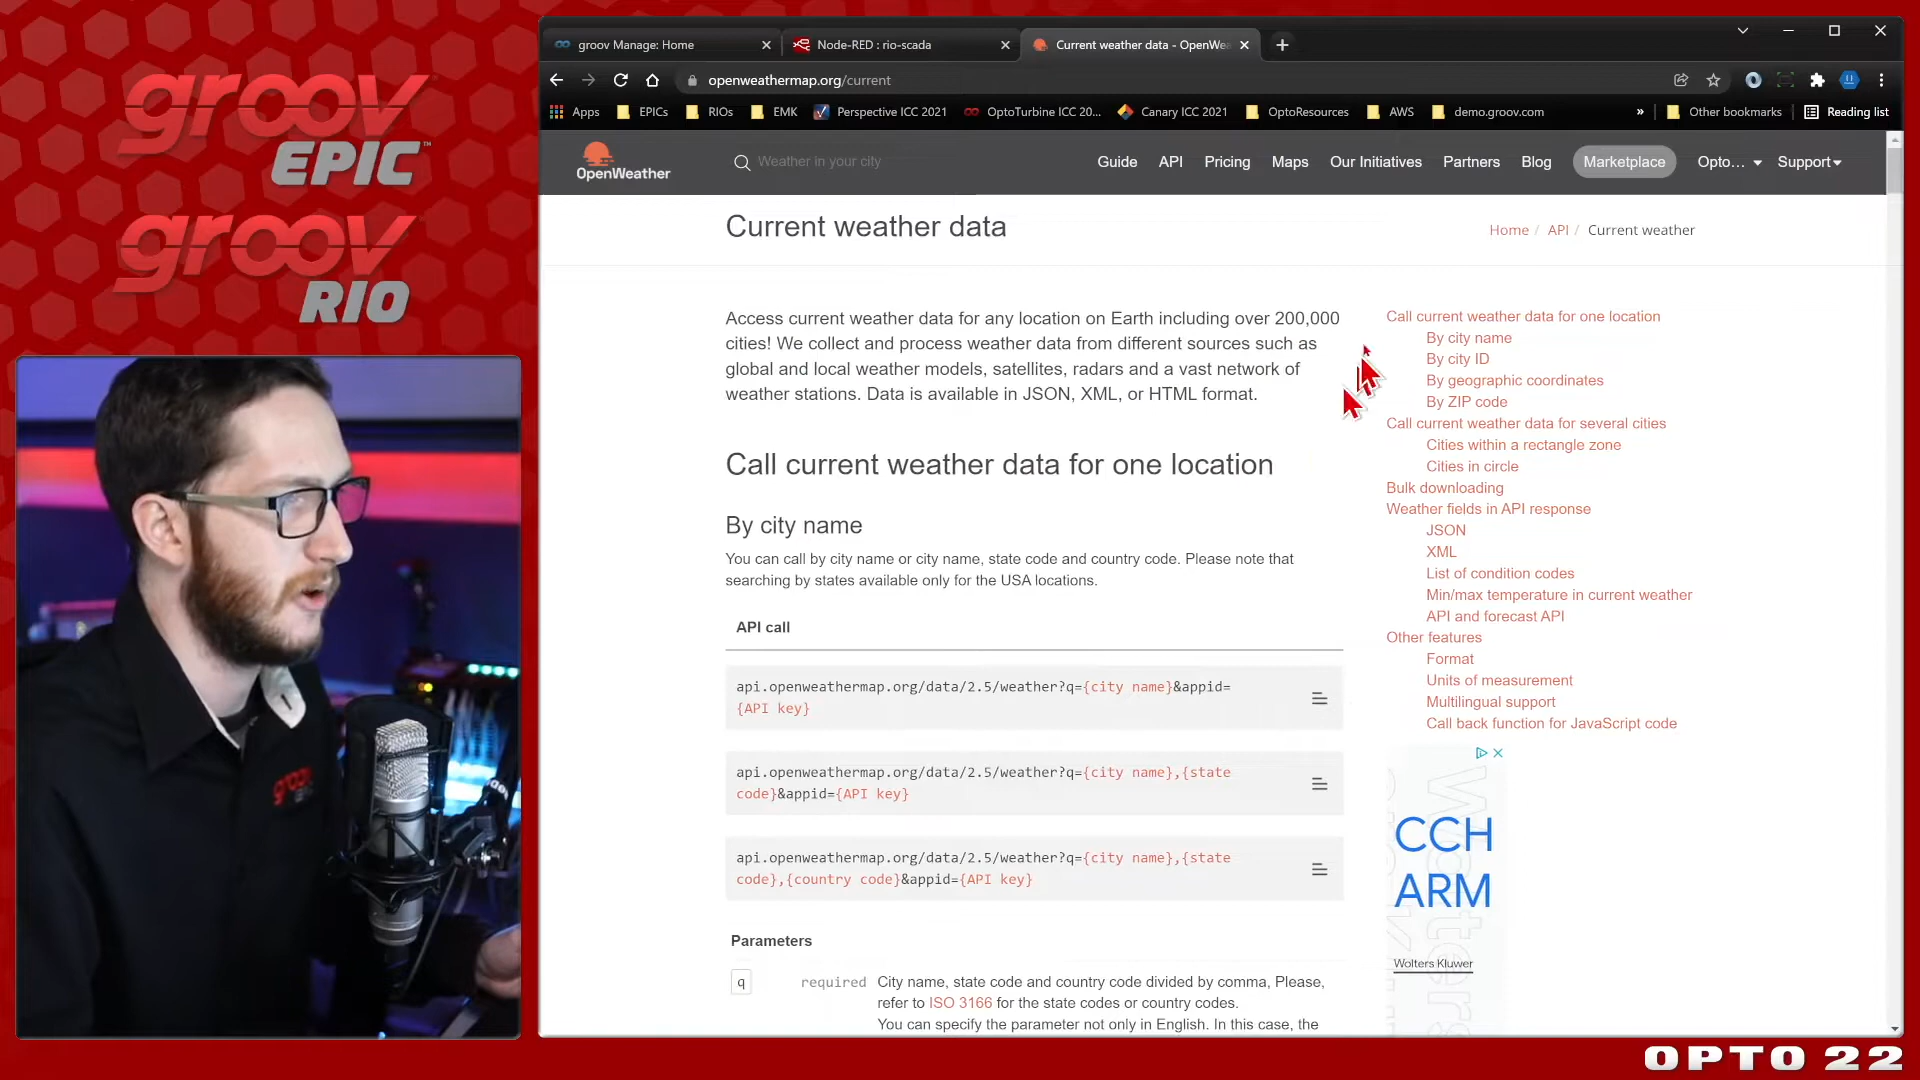 groov
EPIC™
groov
RIO
groov
groov Manage: Home
Node-RED : rio-scada
Current weather data - OpenWea
openweathermap.org/current
Apps
EPICs
RIOs
EMK
Perspective ICC 2021
OptoTurbine ICC 20...
Canary ICC 2021
OptoResources
AWS
demo.groov.com
»
Other bookmarks
Reading list
OpenWeather
Weather in your city
Guide
API
Pricing
Maps
Our Initiatives
Partners
Blog
Marketplace
Opto...
Support
Current weather data
Home / API / Current weather
Access current weather data for any location on Earth including over 200,000
cities! We collect and process weather data from different sources such as
global and local weather models, satellites, radars and a vast network of
weather stations. Data is available in JSON, XML, or HTML format.
Call current weather data for one location
By city name
You can call by city name or city name, state code and country code. Please note that
searching by states available only for the USA locations.
API call
api.openweathermap.org/data/2.5/weather?q={city name}&appid=
{API key}
api.openweathermap.org/data/2.5/weather?q={city name},{state
code}&appid={API key}
api.openweathermap.org/data/2.5/weather?q={city name},{state
code},{country code}&appid={API key}
Parameters
q
required
City name, state code and country code divided by comma, Please,
refer to ISO 3166 for the state codes or country codes.
You can specify the parameter not only in English. In this case, the
Call current weather data for one location
By city name
By city ID
By geographic coordinates
By ZIP code
Call current weather data for several cities
Cities within a rectangle zone
Cities in circle
Bulk downloading
Weather fields in API response
JSON
XML
List of condition codes
Min/max temperature in current weather
API and forecast API
Other features
Format
Units of measurement
Multilingual support
Call back function for JavaScript code
CCH
ARM
Wolters Kluwer
OPTO 22